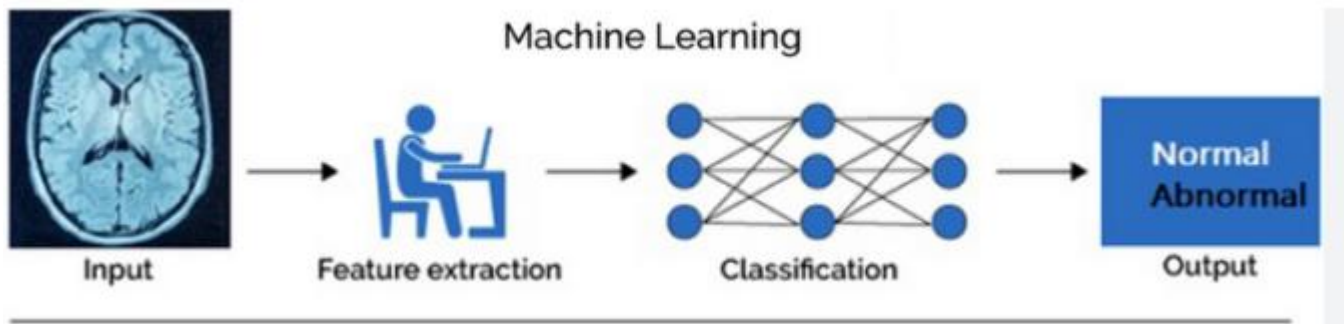 Machine Learning
Normal
Abnormal
Input
Feature extraction
Classification
Output